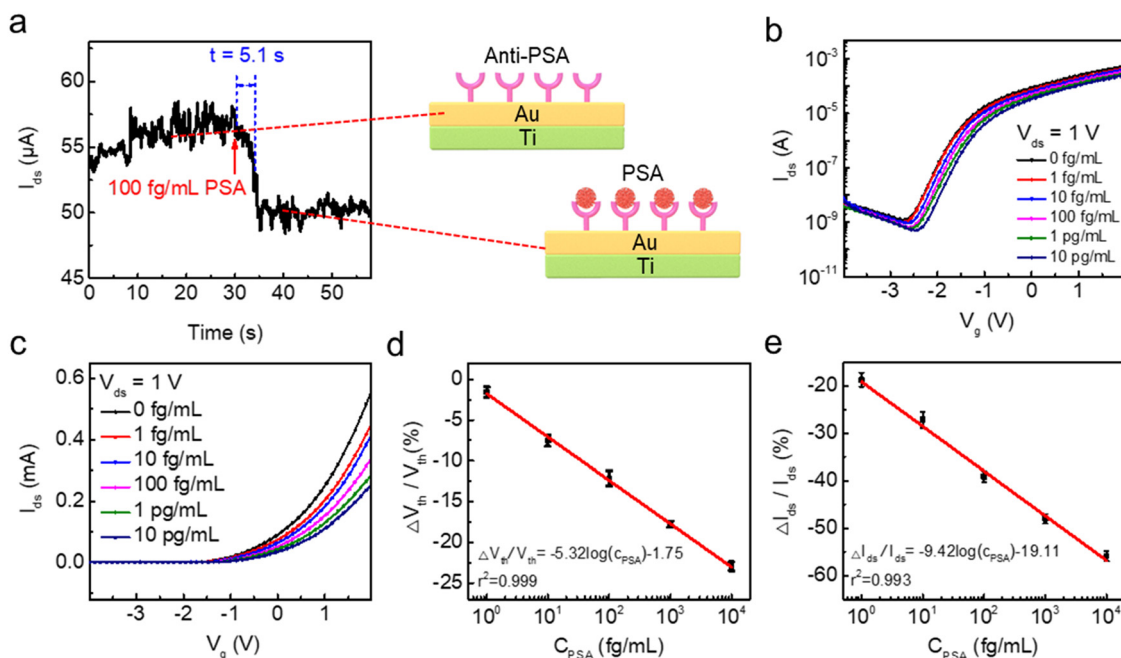 a
t = 5.1 s
60
55
50
45
I_ds (µA)
100 fg/mL PSA
0 10 20 30 40 50
Time (s)
Anti-PSA
Au
Ti
PSA
Au
Ti
b
10^-3
10^-5
10^-7
10^-9
10^-11
I_ds (A)
V_ds = 1 V
0 fg/mL
1 fg/mL
10 fg/mL
100 fg/mL
1 pg/mL
10 pg/mL
-3 -2 -1 0 1
V_g (V)
c
0.6
0.4
0.2
0.0
I_ds (mA)
V_ds = 1 V
0 fg/mL
1 fg/mL
10 fg/mL
100 fg/mL
1 pg/mL
10 pg/mL
-3 -2 -1 0 1
V_g (V)
d
0
-5
-10
-15
-20
-25
△V_th / V_th (%)
△V_th/V_th= -5.32log(c_PSA)-1.75
r²=0.999
10^0 10^1 10^2 10^3 10^4
C_PSA (fg/mL)
e
-20
-30
-40
-50
-60
△I_ds / I_ds (%)
△I_ds/I_ds= -9.42log(c_PSA)-19.11
r²=0.993
10^0 10^1 10^2 10^3 10^4
C_PSA (fg/mL)